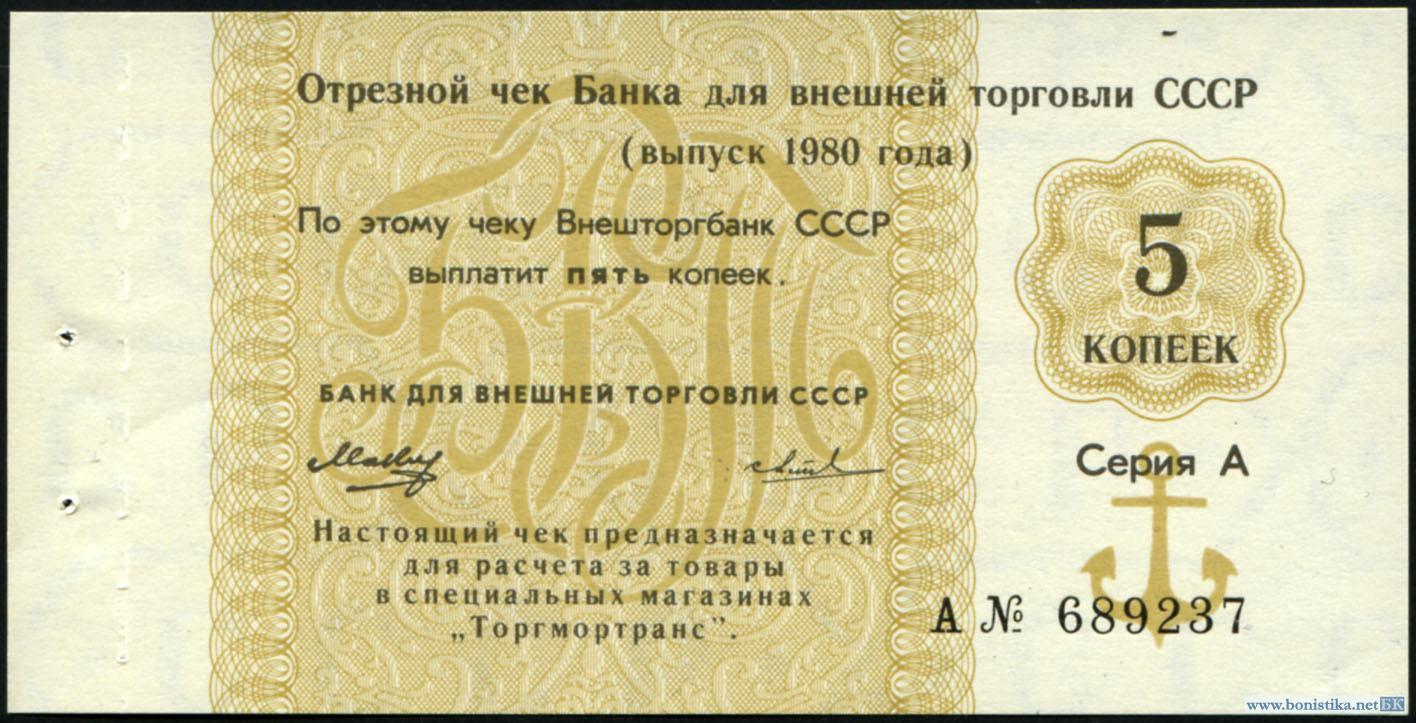 Отрезной чек Банка для внешней торговли СССР
(выпуск 1980 года)
По этому чеку Внешторгбанк СССР
выплатит пять копеек.
5
КОПЕЕК
БАНК ДЛЯ ВНЕШНЕЙ ТОРГОВЛИ СССР
Серия А
Настоящий чек предназначается
для расчета за товары
в специальных магазинах
„Торгмортранс”.
А № 689237
www.bonistika.net БК